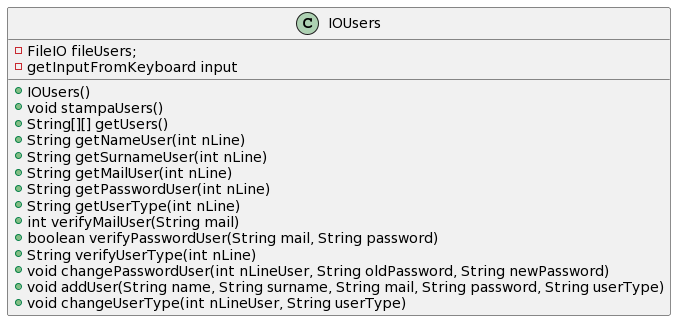 C IOUsers
FileIO fileUsers;
getInputFromKeyboard input
IOUsers()
void stampaUsers()
String[][] getUsers()
String getNameUser(int nLine)
String getSurnameUser(int nLine)
String getMailUser(int nLine)
String getPasswordUser(int nLine)
String getUserType(int nLine)
int verifyMailUser(String mail)
boolean verifyPasswordUser(String mail, String password)
String verifyUserType(int nLine)
void changePasswordUser(int nLineUser, String oldPassword, String newPassword)
void addUser(String name, String surname, String mail, String password, String userType)
void changeUserType(int nLineUser, String userType)